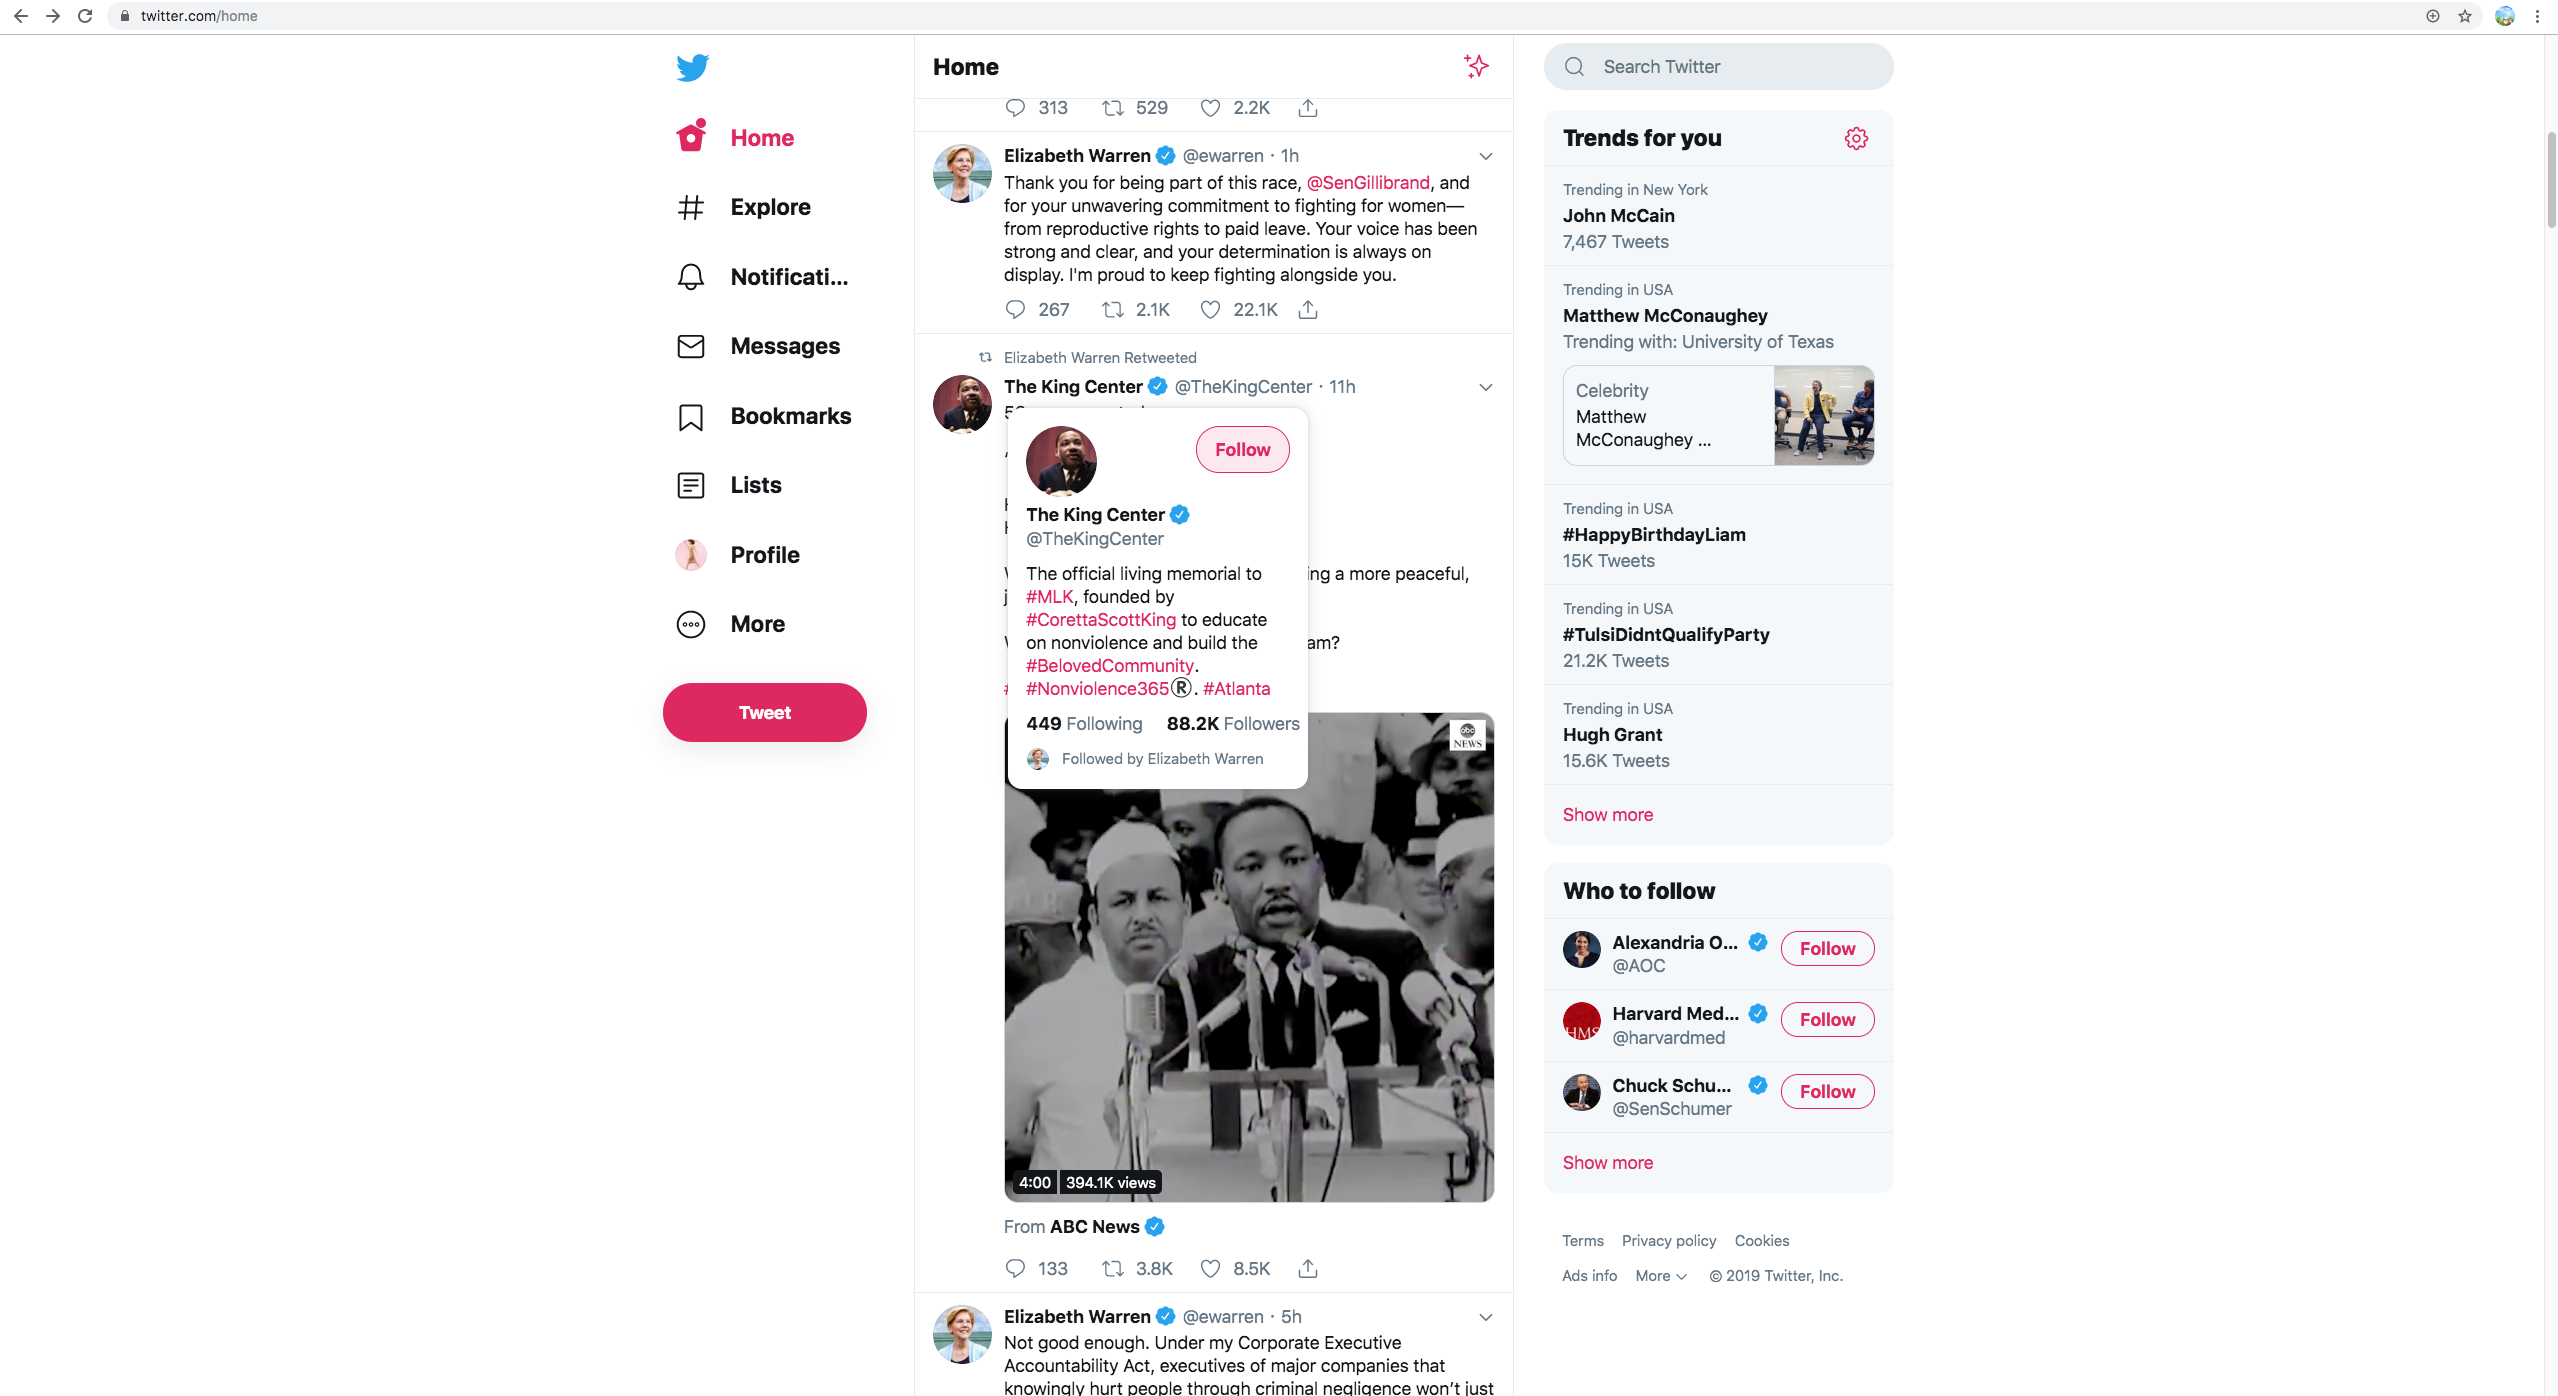 twitter.com/home
Home
Explore
Notificati...
Messages
Bookmarks
Lists
Profile
More
Tweet
Home
313 529 2.2K
Elizabeth Warren @ewarren · 1h
Thank you for being part of this race, @SenGillibrand, and
for your unwavering commitment to fighting for women—
from reproductive rights to paid leave. Your voice has been
strong and clear, and your determination is always on
display. I'm proud to keep fighting alongside you.
267 2.1K 22.1K
Elizabeth Warren Retweeted
The King Center @TheKingCenter · 11h
Follow
The King Center
@TheKingCenter
The official living memorial to
#MLK, founded by
#CorettaScottKing to educate
on nonviolence and build the
#BelovedCommunity.
#Nonviolence365®. #Atlanta
449 Following 88.2K Followers
Followed by Elizabeth Warren
a more peaceful,
abc
NEWS
4:00 394.1K views
From ABC News
133 3.8K 8.5K
Elizabeth Warren @ewarren · 5h
Not good enough. Under my Corporate Executive
Accountability Act, executives of major companies that
knowingly hurt people through criminal negligence won't just
Search Twitter
Trends for you
Trending in New York
John McCain
7,467 Tweets
Trending in USA
Matthew McConaughey
Trending with: University of Texas
Celebrity
Matthew
McConaughey ...
Trending in USA
#HappyBirthdayLiam
15K Tweets
Trending in USA
#TulsiDidntQualifyParty
21.2K Tweets
Trending in USA
Hugh Grant
15.6K Tweets
Show more
Who to follow
Alexandria O...
@AOC
Follow
HMS
Harvard Med...
@harvardmed
Follow
Chuck Schu...
@SenSchumer
Follow
Show more
Terms Privacy policy Cookies
Ads info More © 2019 Twitter, Inc.